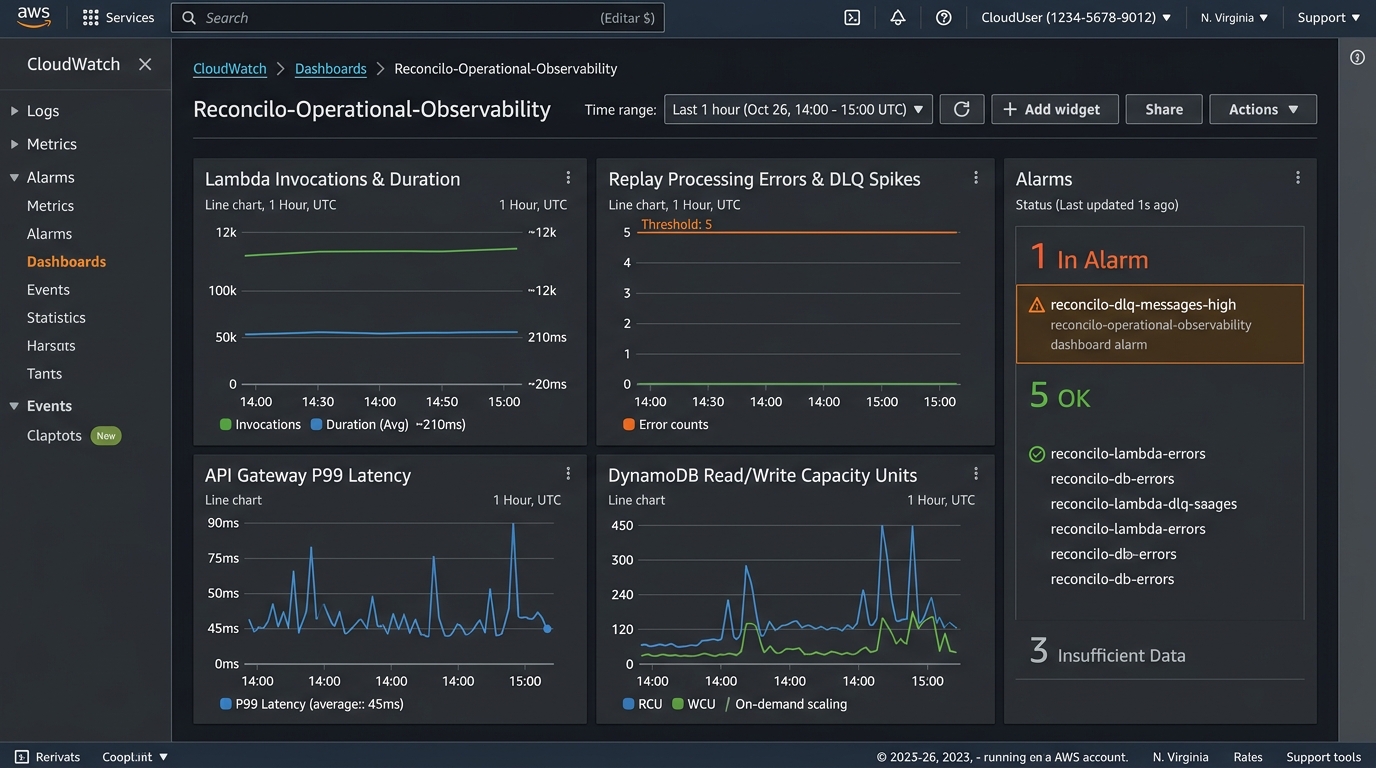 aws
Services
Search
(Editar $)
CloudUser (1234-5678-9012)
N. Virginia
Support
CloudWatch
Logs
Metrics
Alarms
Metrics
Alarms
Dashboards
Events
Statistics
Harsαts
Tants
Events
Claptots New
CloudWatch > Dashboards > Reconcilo-Operational-Observability
Reconcilo-Operational-Observability
Time range:
Last 1 hour (Oct 26, 14:00 - 15:00 UTC)
+ Add widget
Share
Actions
Lambda Invocations & Duration
Line chart, 1 Hour, UTC
1 Hour, UTC
12k
~12k
100k
~12k
50k
210ms
0
~20ms
14.00 14:30 14:00 14:50 15:00
Invocations Duration (Avg) ~210ms)
Replay Processing Errors & DLQ Spikes
Line chart, 1 Hour, UTC
Threshold: 5
5
4
3
2
1
0
14:00 14:30 14:00 14:00 15:00 15:00
Error counts
Alarms
Status (Last updated 1s ago)
1 In Alarm
reconcilo-dlq-messages-high
reconcilo-operational-observability
dashboard alarm
5 OK
reconcilo-lambda-errors
reconcilo-db-errors
reconcilo-lambda-dlq-saages
reconcilo-lambda-errors
reconcilo-db-errors
reconcilo-db-errors
3 Insufficient Data
API Gateway P99 Latency
Line chart
1 Hour, UTC
90ms
75ms
50ms
45ms
0ms
14:00 14:00 14:00 14:00 15:00
P99 Latency (average:: 45ms)
DynamoDB Read/Write Capacity Units
Line chart
1 Hour, UTC
450
300
240
120
0
14:00 14:00 14:00 14:00 15:00
RCU WCU / On-demand scaling
Rerivats
© 2025-26, 2023, - running on a AWS account.
N. Virginia
Rales
Support tools